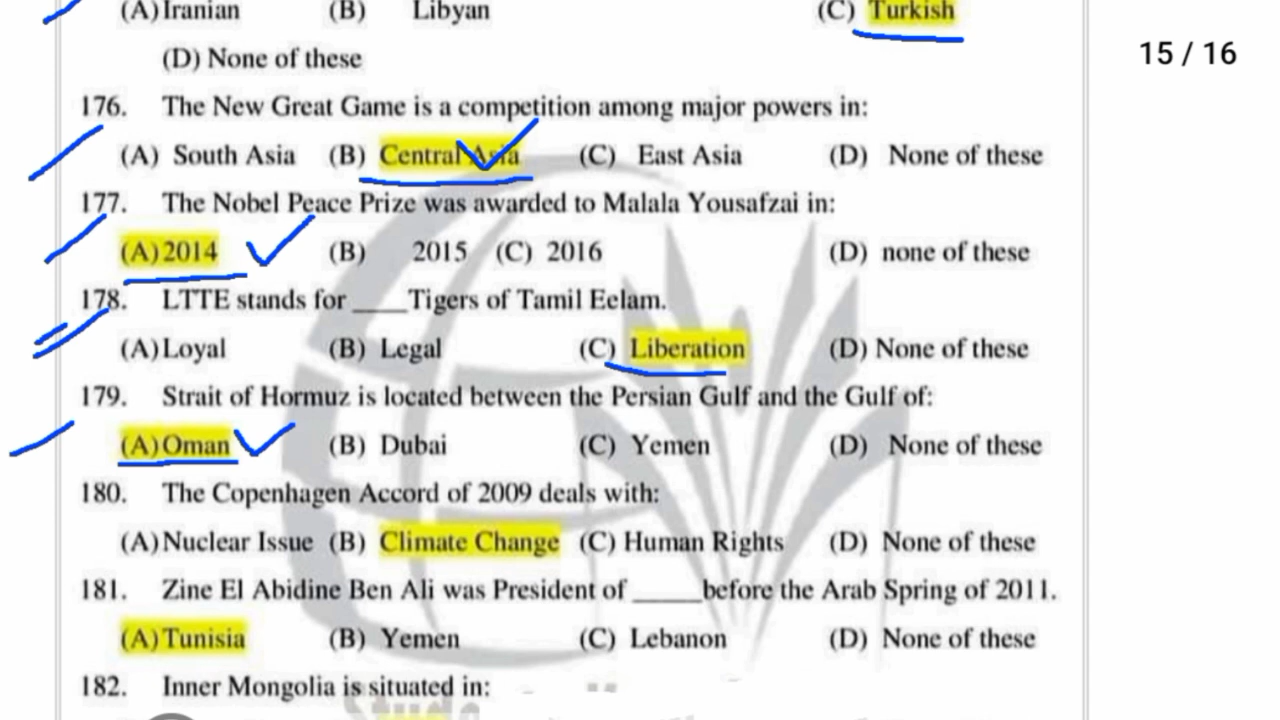 (A) Iranian (B) Libyan (C) Turkish
(D) None of these
15 / 16
176. The New Great Game is a competition among major powers in:
(A) South Asia (B) Central Asia (C) East Asia (D) None of these
177. The Nobel Peace Prize was awarded to Malala Yousafzai in:
(A) 2014 (B) 2015 (C) 2016 (D) none of these
178. LTTE stands for ____Tigers of Tamil Eelam.
(A) Loyal (B) Legal (C) Liberation (D) None of these
179. Strait of Hormuz is located between the Persian Gulf and the Gulf of:
(A) Oman (B) Dubai (C) Yemen (D) None of these
180. The Copenhagen Accord of 2009 deals with:
(A) Nuclear Issue (B) Climate Change (C) Human Rights (D) None of these
181. Zine El Abidine Ben Ali was President of _____before the Arab Spring of 2011.
(A) Tunisia (B) Yemen (C) Lebanon (D) None of these
182. Inner Mongolia is situated in: